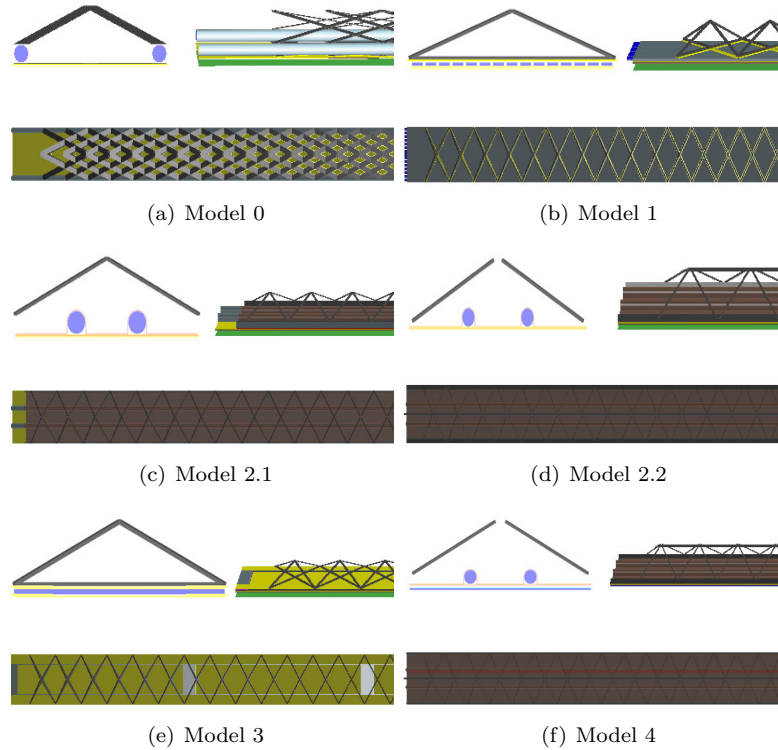 (a) Model 0
(b) Model 1
(c) Model 2.1
(d) Model 2.2
(e) Model 3
(f) Model 4